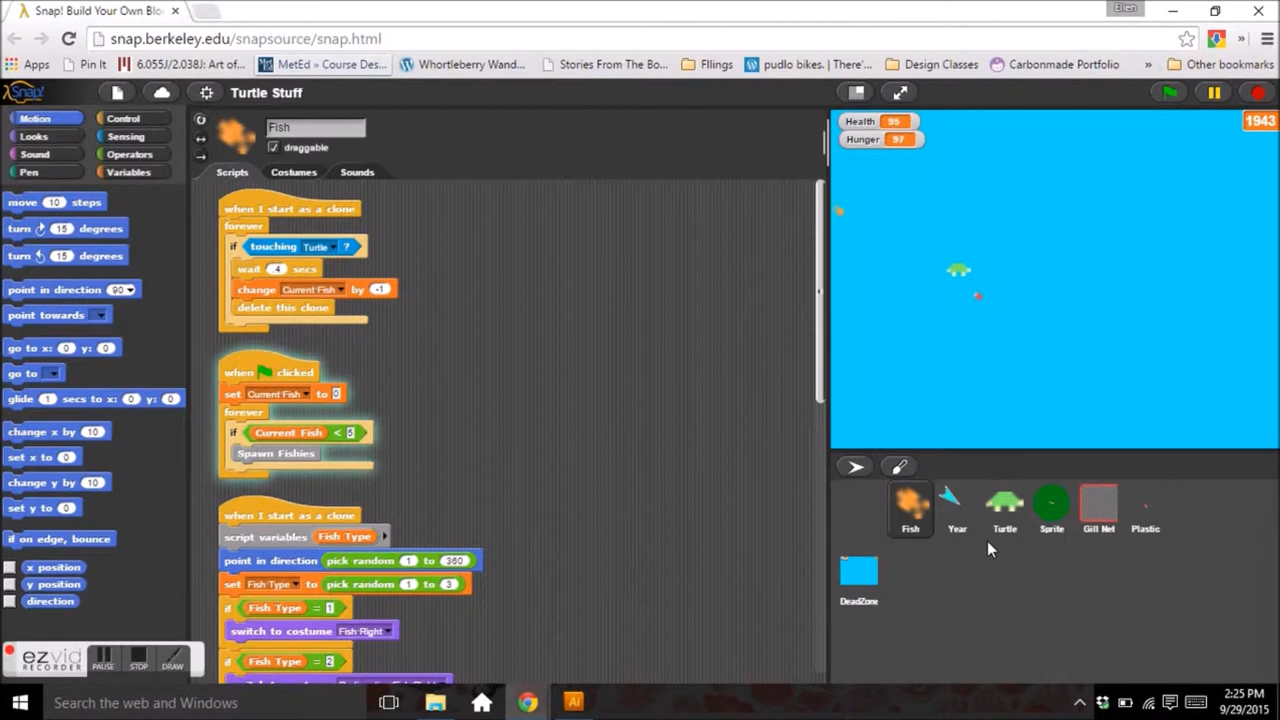 Snap! Build Your Own Blo
Ellen
snap.berkeley.edu/snapsource/snap.html
Apps
Pin It
6.055J/2.038J: Art of...
MetEd » Course Des...
Whortleberry Wand...
Stories From The Bo...
FIlings
pudlo bikes. | There'...
Design Classes
Carbonmade Portfolio
»
Other bookmarks
Snap!
Turtle Stuff
Motion
Control
Looks
Sensing
Sound
Operators
Pen
Variables
move 10 steps
turn 15 degrees
turn 15 degrees
point in direction 90
point towards
go to x: 0 y: 0
go to
glide 1 secs to x: 0 y: 0
change x by 10
set x to 0
change y by 10
set y to 0
if on edge, bounce
x position
y position
direction
ezvid
RECORDER
PAUSE
STOP
DRAW
Fish
draggable
Scripts
Costumes
Sounds
when I start as a clone
forever
if touching Turtle ?
wait .4 secs
change Current Fish by -1
delete this clone
when clicked
set Current Fish to 0
forever
if Current Fish < 5
Spawn Fishies
when I start as a clone
script variables Fish Type
point in direction pick random 1 to 360
set Fish Type to pick random 1 to 3
if Fish Type = 1
switch to costume Fish Right
if Fish Type = 2
Health 95
Hunger 97
1943
Fish
Year
Turtle
Sprite
Gill Net
Plastic
DeadZone
Search the web and Windows
Ai
2:25 PM
9/29/2015